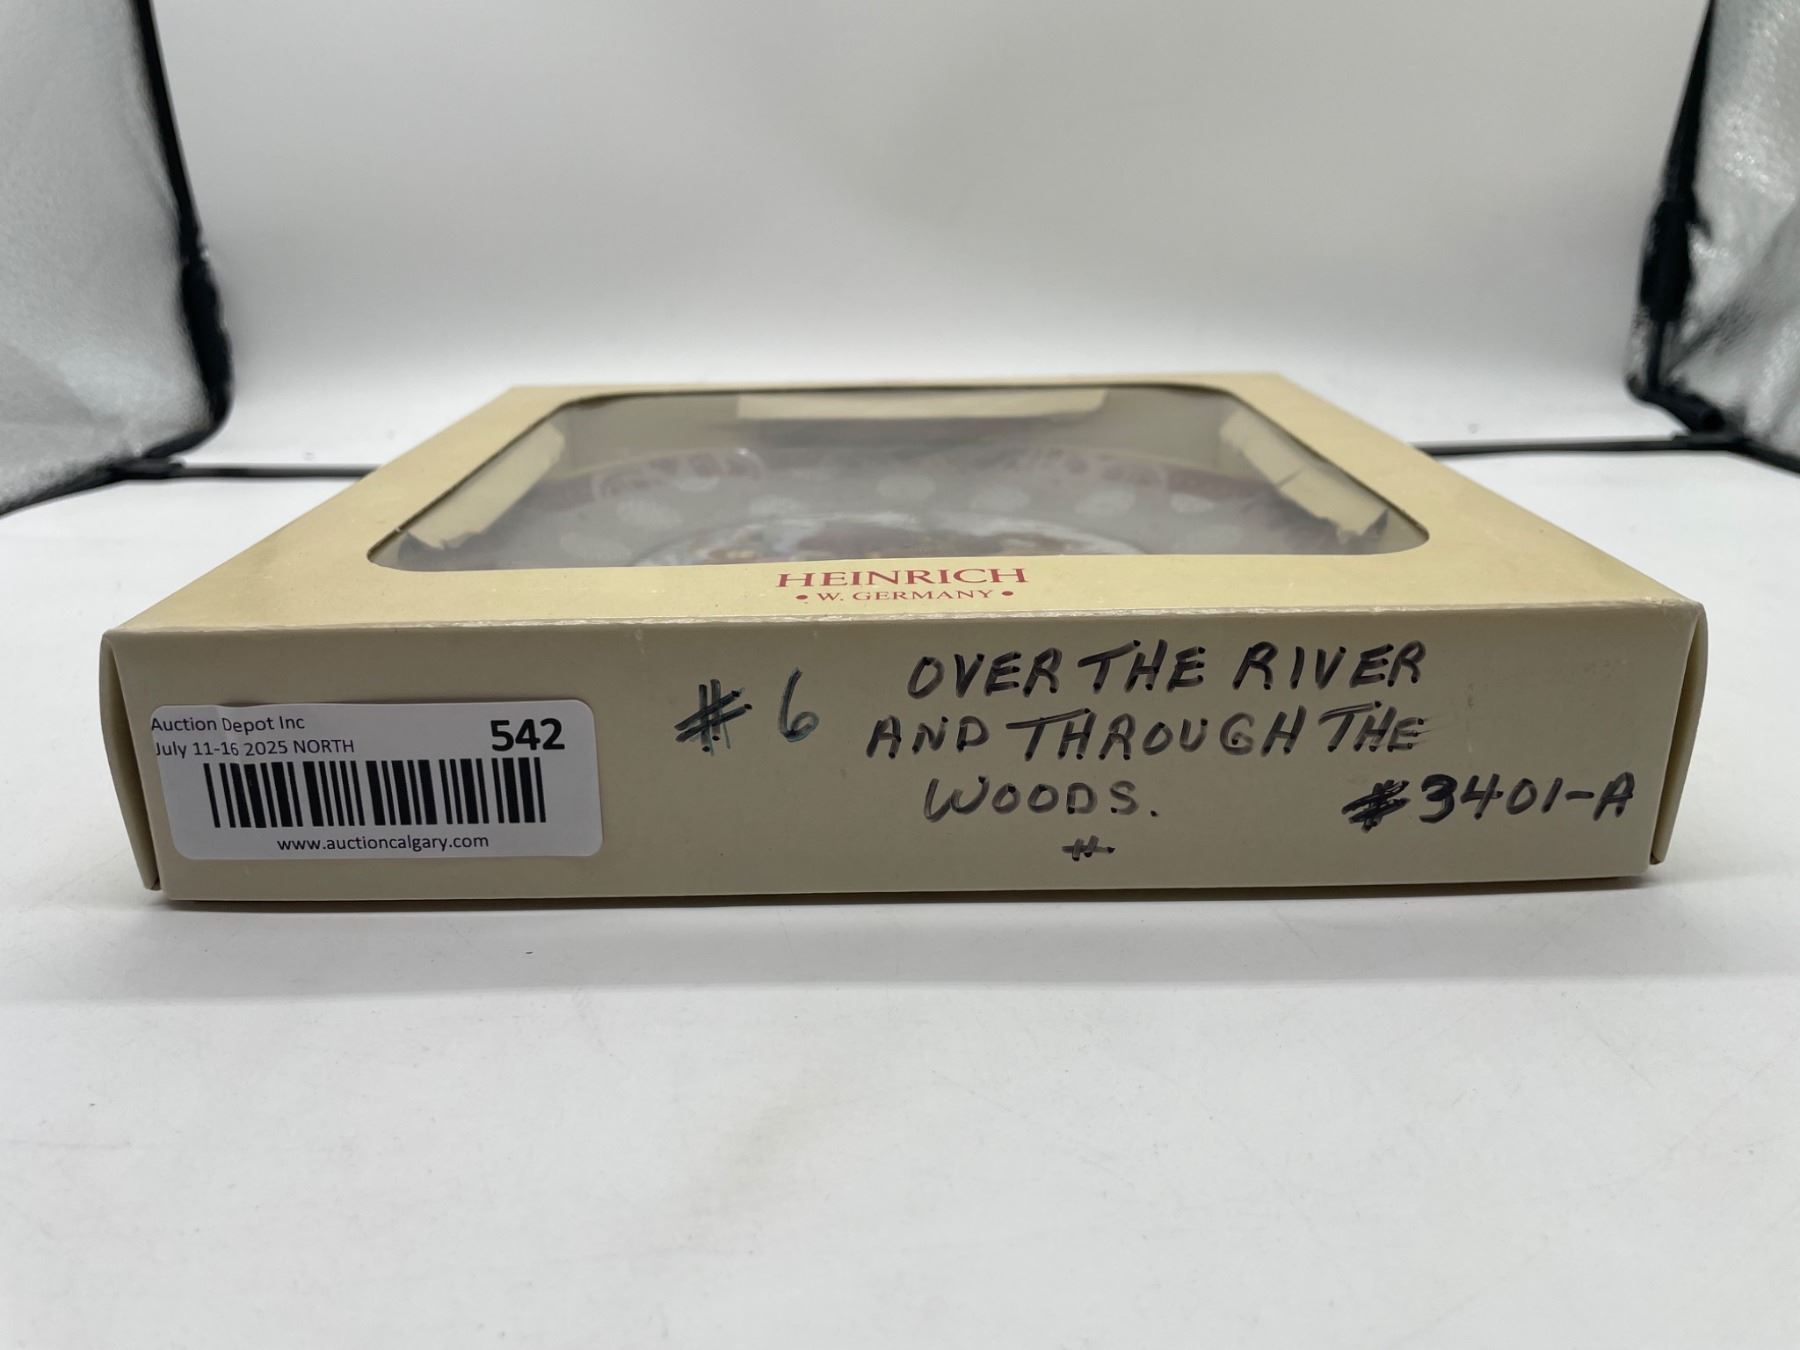 HEINRICH
• W. GERMANY •
Auction Depot Inc
542
July 11-16 2025 NORTH
www.auctioncalgary.com
#6
OVER THE RIVER
AND THROUGH THE
WOODS.
#3401-A
#